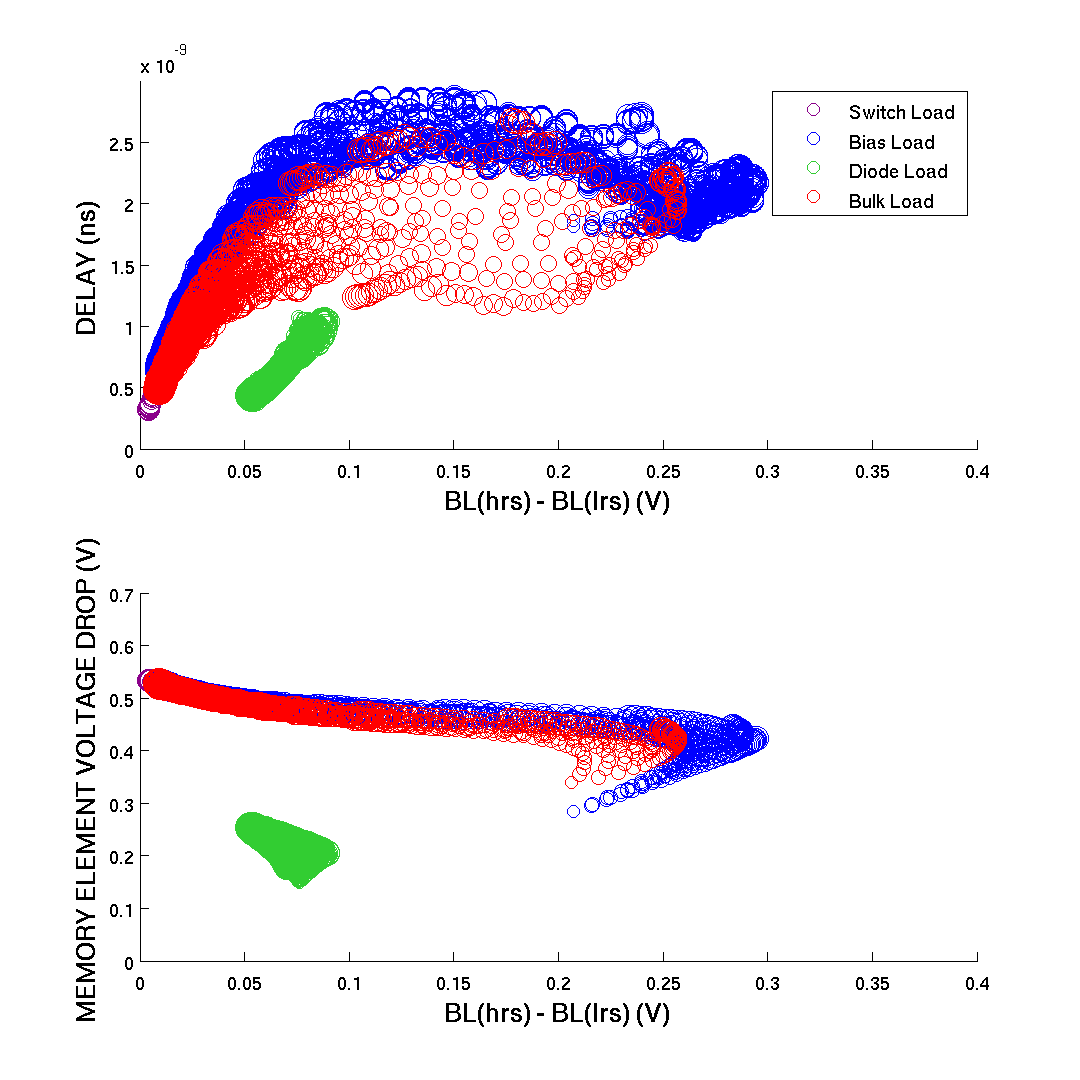 x 10^-9
2.5
2
1.5
1
0.5
0
DELAY (ns)
Switch Load
Bias Load
Diode Load
Bulk Load
0 0.05 0.1 0.15 0.2 0.25 0.3 0.35 0.4
BL(hrs) - BL(lrs) (V)
0.7
0.6
0.5
0.4
0.3
0.2
0.1
0
MEMORY ELEMENT VOLTAGE DROP (V)
0 0.05 0.1 0.15 0.2 0.25 0.3 0.35 0.4
BL(hrs) - BL(lrs) (V)